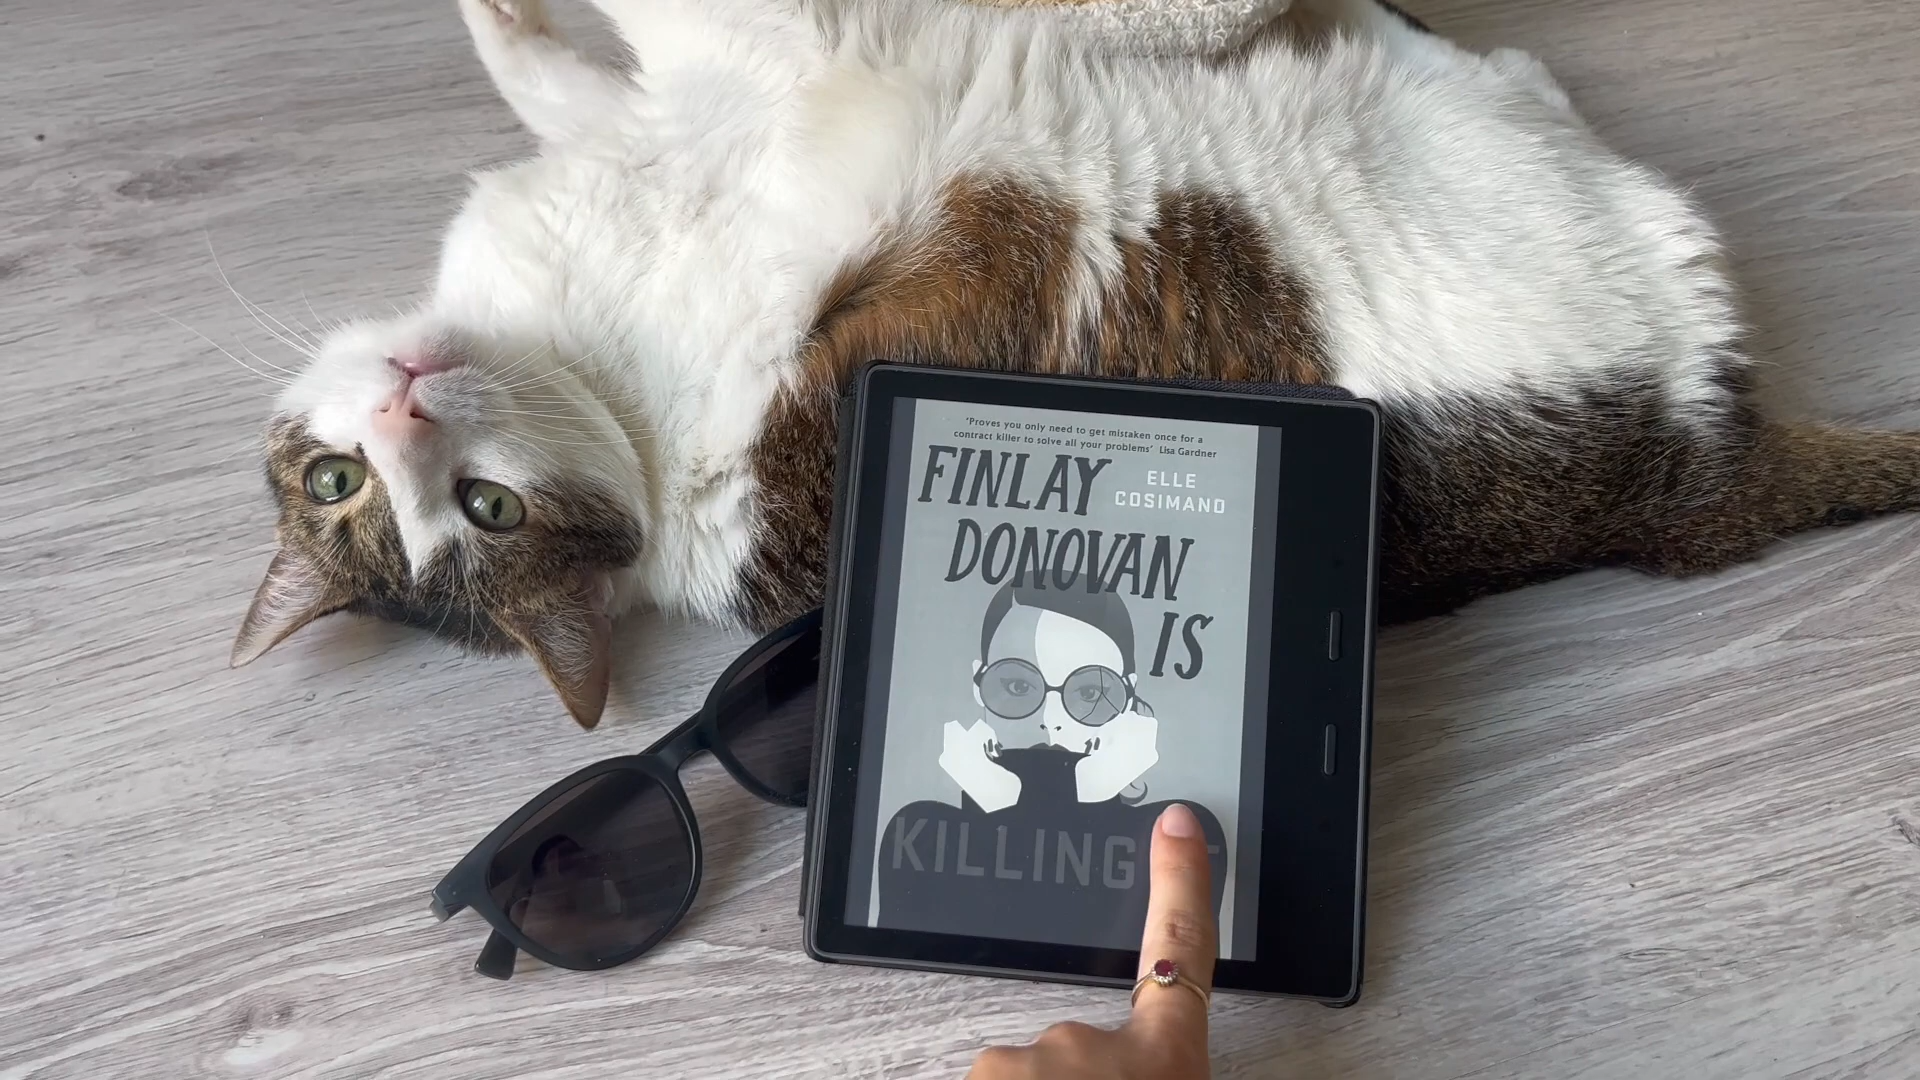 'Proves you only need to get mistaken once for a
contract killer to solve all your problems' Lisa Gardner
FINLAY
ELLE
COSIMANO
DONOVAN
IS
KILLING